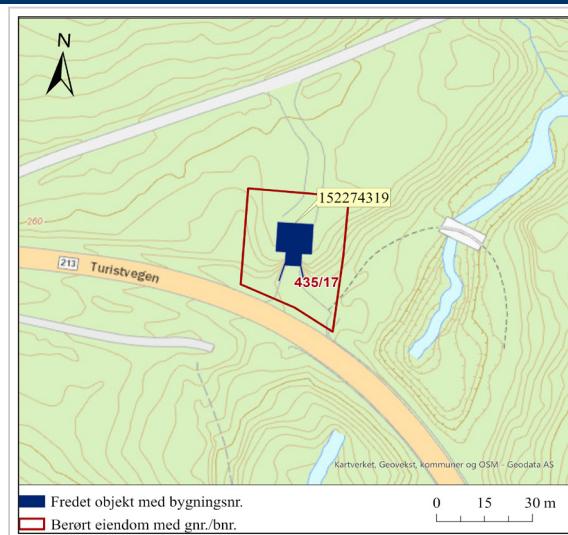 N
152274319
260
213 Turistvegen
435/17
Kartverket, Geovekst, kommuner og OSM - Geodata AS
Fredet objekt med bygningsnr.
0 15 30 m
Berørt eiendom med gnr./bnr.